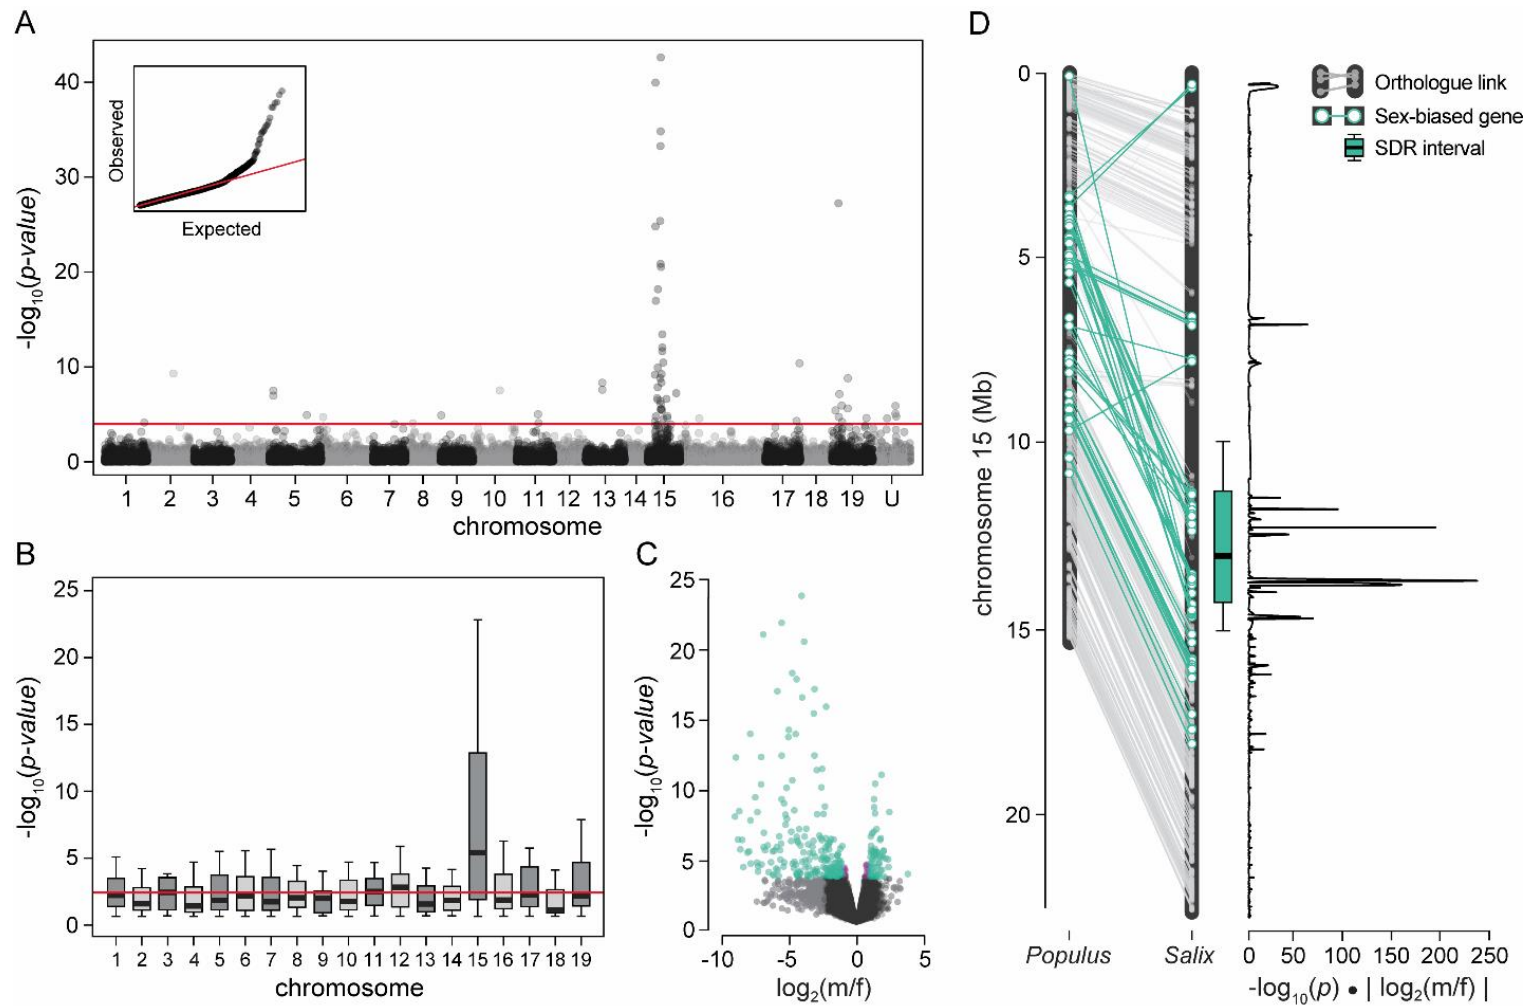 A
-log10(p-value)
40
30
20
10
0
Observed
Expected
1 2 3 4 5 6 7 8 9 10 11 12 13 14 15 16 17 18 19 U
chromosome
B
-log10(p-value)
25
20
15
10
5
0
1 2 3 4 5 6 7 8 9 10 11 12 13 14 15 16 17 18 19
chromosome
C
-log10(p-value)
25
20
15
10
5
0
-10 -5 0 5
log2(m/f)
D
chromosome 15 (Mb)
0
5
10
15
20
Populus Salix
Orthologue link
Sex-biased gene
SDR interval
0 50 100 150 200 250
-log10(p) • | log2(m/f) |